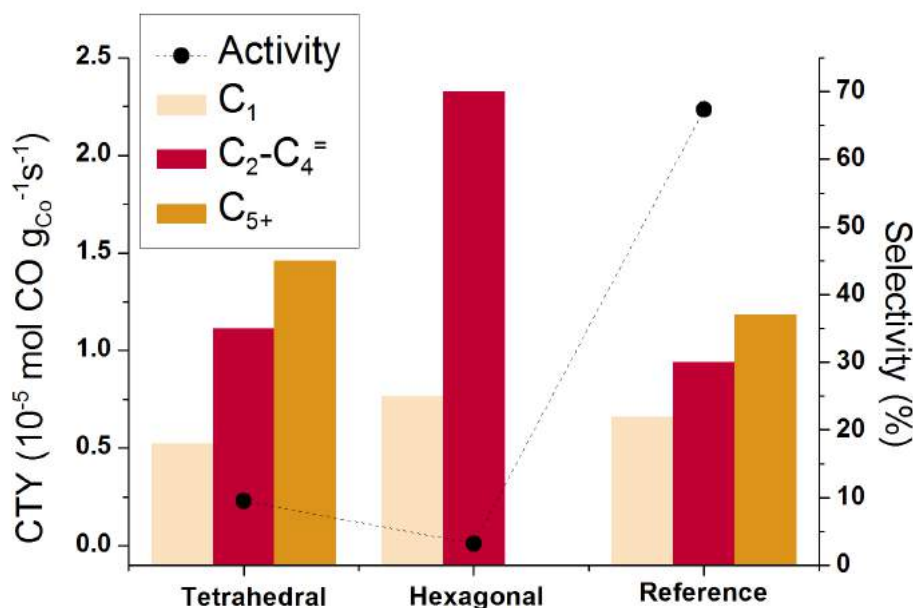 Activity
C₁
C₂-C₄⁼
C₅₊
CTY (10⁻⁵ mol CO g_Co⁻¹s⁻¹)
2.5
2.0
1.5
1.0
0.5
0.0
70
60
50
40
30
20
10
0
Selectivity (%)
Tetrahedral Hexagonal Reference